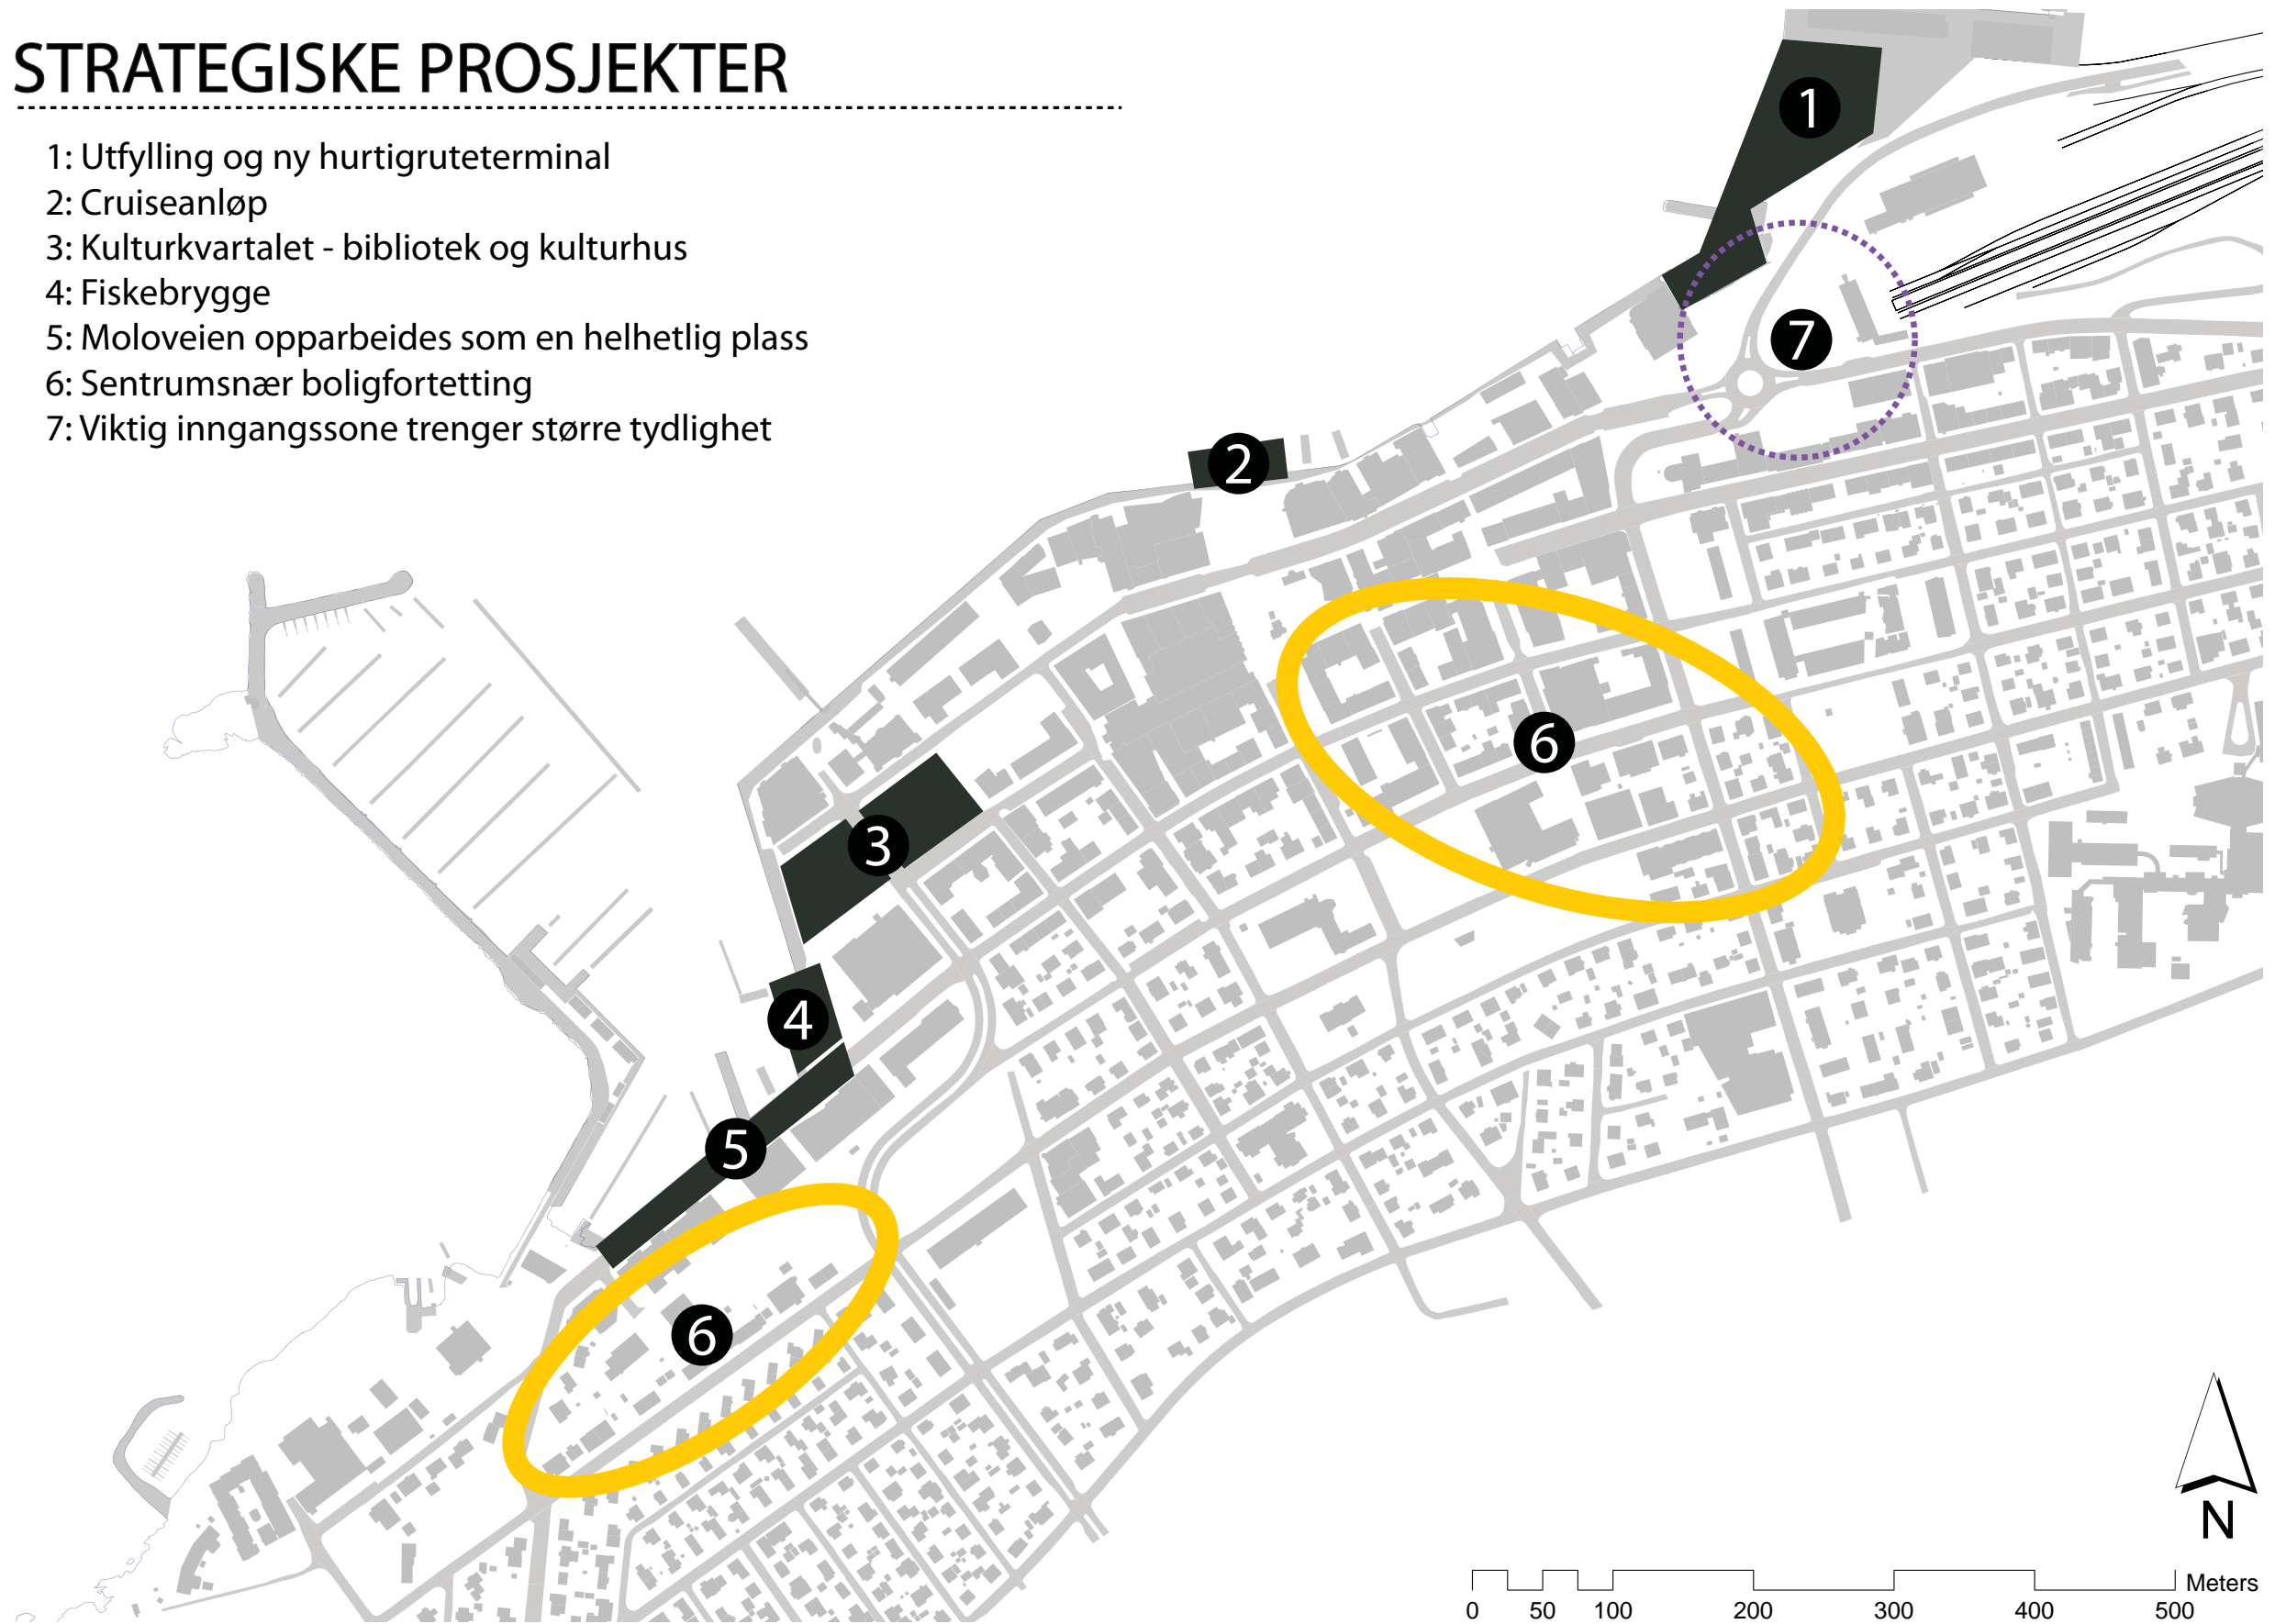 STRATEGISKE PROSJEKTER
1: Utfylling og ny hurtigruteterminal
2: Cruiseanløp
3: Kulturkvartalet - bibliotek og kulturhus
4: Fiskebrygge
5: Moloveien opparbeides som en helhetlig plass
6: Sentrumsnær boligfortetting
7: Viktig inngangssone trenger større tydlighet
1
7
2
6
3
4
5
6
N
Meters
0 50 100 200 300 400 500